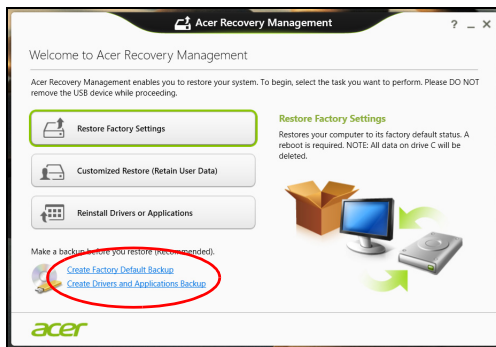 Acer Recovery Management
? _ X
Welcome to Acer Recovery Management
Acer Recovery Management enables you to restore your system. To begin, select the task you want to perform. Please DO NOT
remove the USB device while proceeding.
Restore Factory Settings
Customized Restore (Retain User Data)
Reinstall Drivers or Applications
Restore Factory Settings
Restores your computer to its factory default status. A
reboot is required. NOTE: All data on drive C will be
deleted.
Make a backup before you restore (Recommended).
Create Factory Default Backup
Create Drivers and Applications Backup
acer